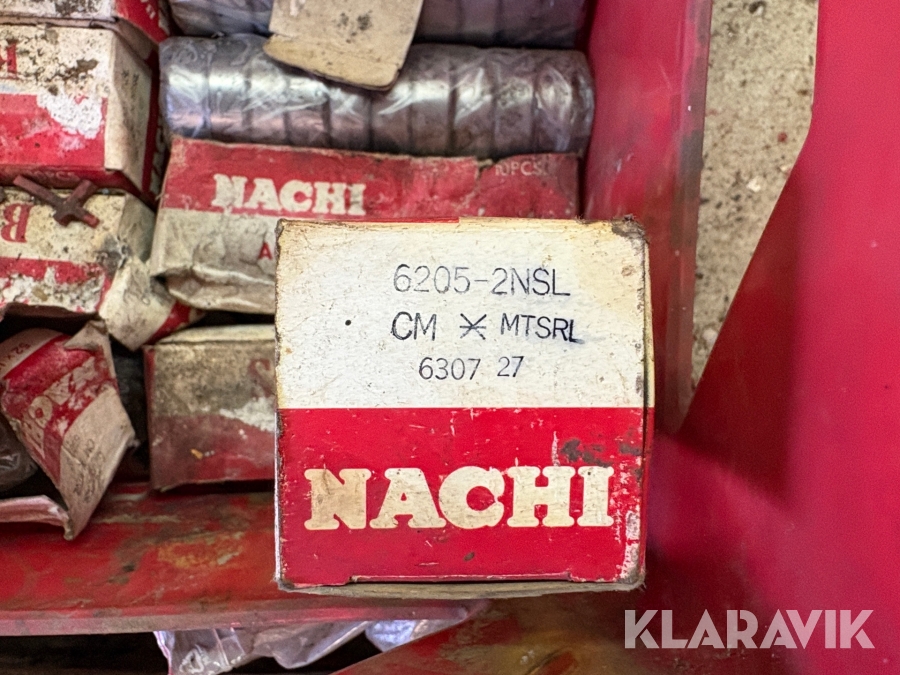 NACHI
10PCS.
6205-2NSL
CM ⚹ MTSRL
6307 27
NACHI
KLARAVIK